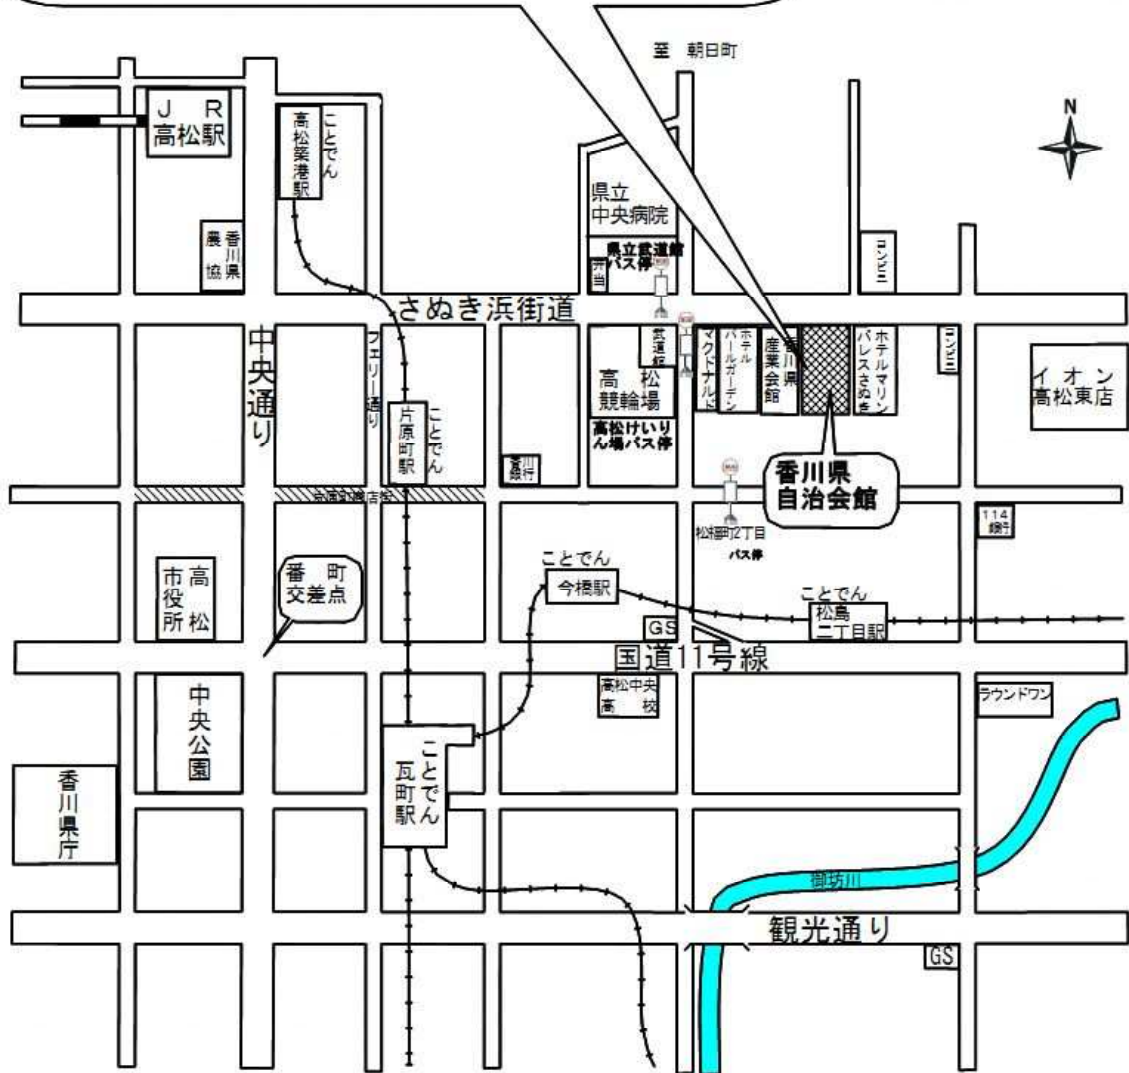 至 朝日町
N
JR
高松駅
ことでん
高松築港駅
香川県
農協
県立
中央病院
県立武道館
バス停
弁当
コンビニ
さぬき浜街道
中央通り
フェリー通り
武道館
高松
競輪場
マクドナルド
ホテル
パールガーデン
香川県
産業会館
ホテルマリン
パレスさぬき
コンビニ
イオン
高松東店
ことでん
片原町駅
高松けいり
ん場バス停
香川
銀行
香川県
自治会館
松福町2丁目
バス停
114
銀行
高松
市役所
番町
交差点
ことでん
今橋駅
ことでん
松島
二丁目駅
GS
国道11号線
高松中央
高校
ラウンドワン
中央公園
ことでん
瓦町駅
香川県庁
御坊川
観光通り
GS